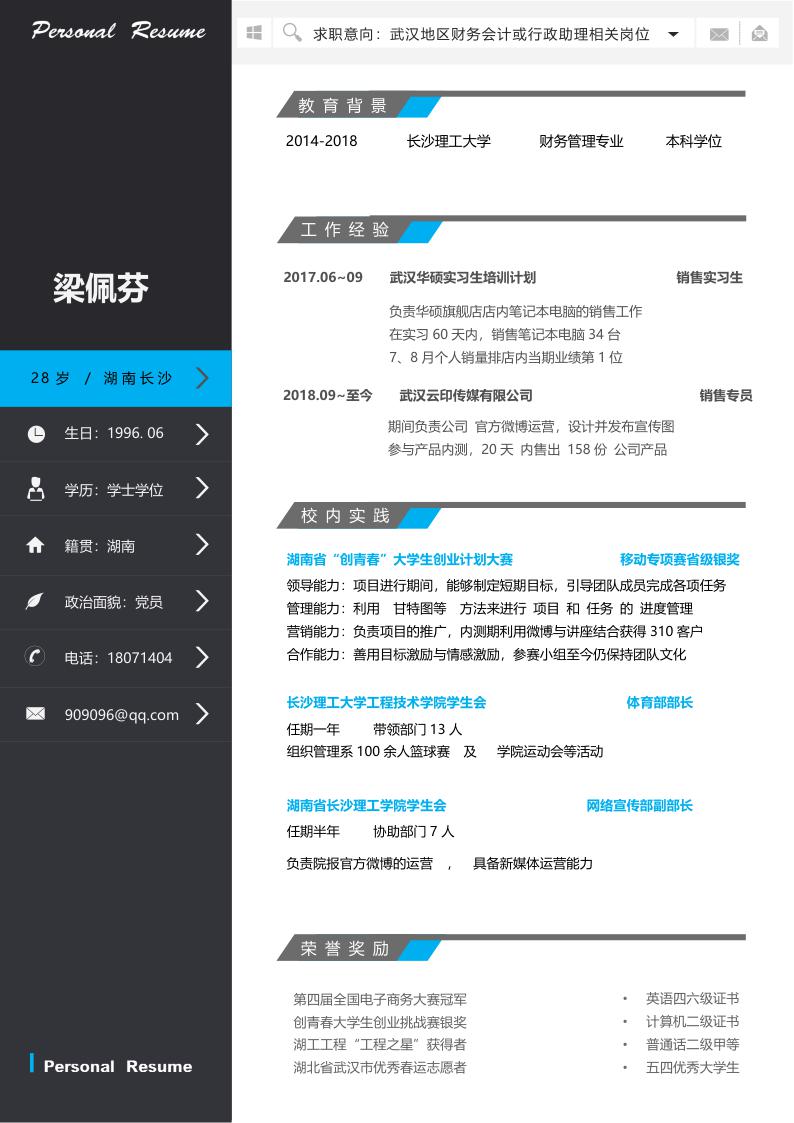 Personal Resume
求职意向：武汉地区财务会计或行政助理相关岗位
梁佩芬
28 岁 / 湖南长沙
生日：1996. 06
学历：学士学位
籍贯：湖南
政治面貌：党员
电话：18071404
909096@qq.com
Personal Resume
教育背景
2014-2018 长沙理工大学 财务管理专业 本科学位
工作经验
2017.06~09 武汉华硕实习生培训计划 销售实习生
负责华硕旗舰店店内笔记本电脑的销售工作
在实习 60 天内，销售笔记本电脑 34 台
7、8 月个人销量排店内当期业绩第 1 位
2018.09~至今 武汉云印传媒有限公司 销售专员
期间负责公司 官方微博运营，设计并发布宣传图
参与产品内测，20 天 内售出 158 份 公司产品
校内实践
湖南省“创青春”大学生创业计划大赛 移动专项赛省级银奖
领导能力：项目进行期间，能够制定短期目标，引导团队成员完成各项任务
管理能力：利用 甘特图等 方法来进行 项目 和 任务 的 进度管理
营销能力：负责项目的推广，内测期利用微博与讲座结合获得 310 客户
合作能力：善用目标激励与情感激励，参赛小组至今仍保持团队文化
长沙理工大学工程技术学院学生会 体育部部长
任期一年 带领部门 13 人
组织管理系 100 余人篮球赛 及 学院运动会等活动
湖南省长沙理工学院学生会 网络宣传部副部长
任期半年 协助部门 7 人
负责院报官方微博的运营 ， 具备新媒体运营能力
荣誉奖励
第四届全国电子商务大赛冠军 • 英语四六级证书
创青春大学生创业挑战赛银奖 • 计算机二级证书
湖工工程“工程之星”获得者 • 普通话二级甲等
湖北省武汉市优秀春运志愿者 • 五四优秀大学生